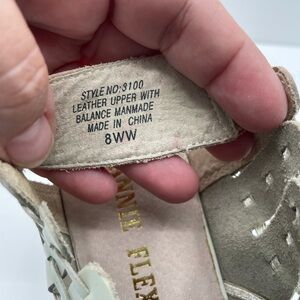 STYLE NO: 3100
LEATHER UPPER WITH
BALANCE MANMADE
MADE IN CHINA
8WW
FLEX